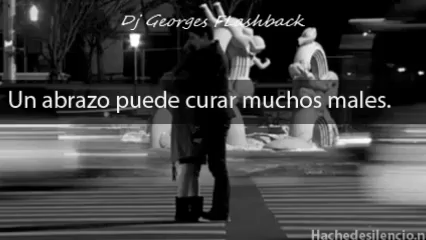 Dj Georges FLashback
Un abrazo puede curar muchos males.
Hachedesilencio.n